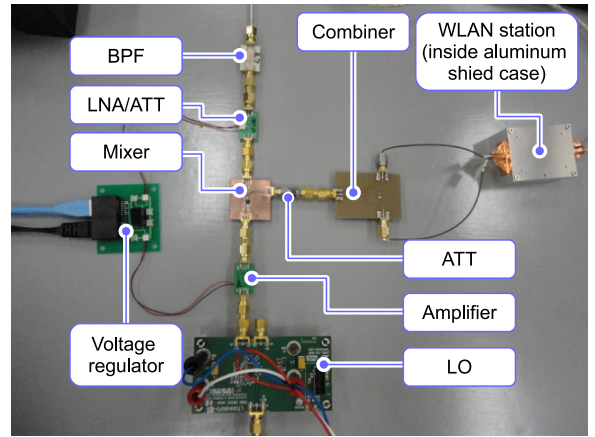 BPF
Combiner
WLAN station
(inside aluminum
shied case)
LNA/ATT
Mixer
ATT
Amplifier
Voltage
regulator
LO